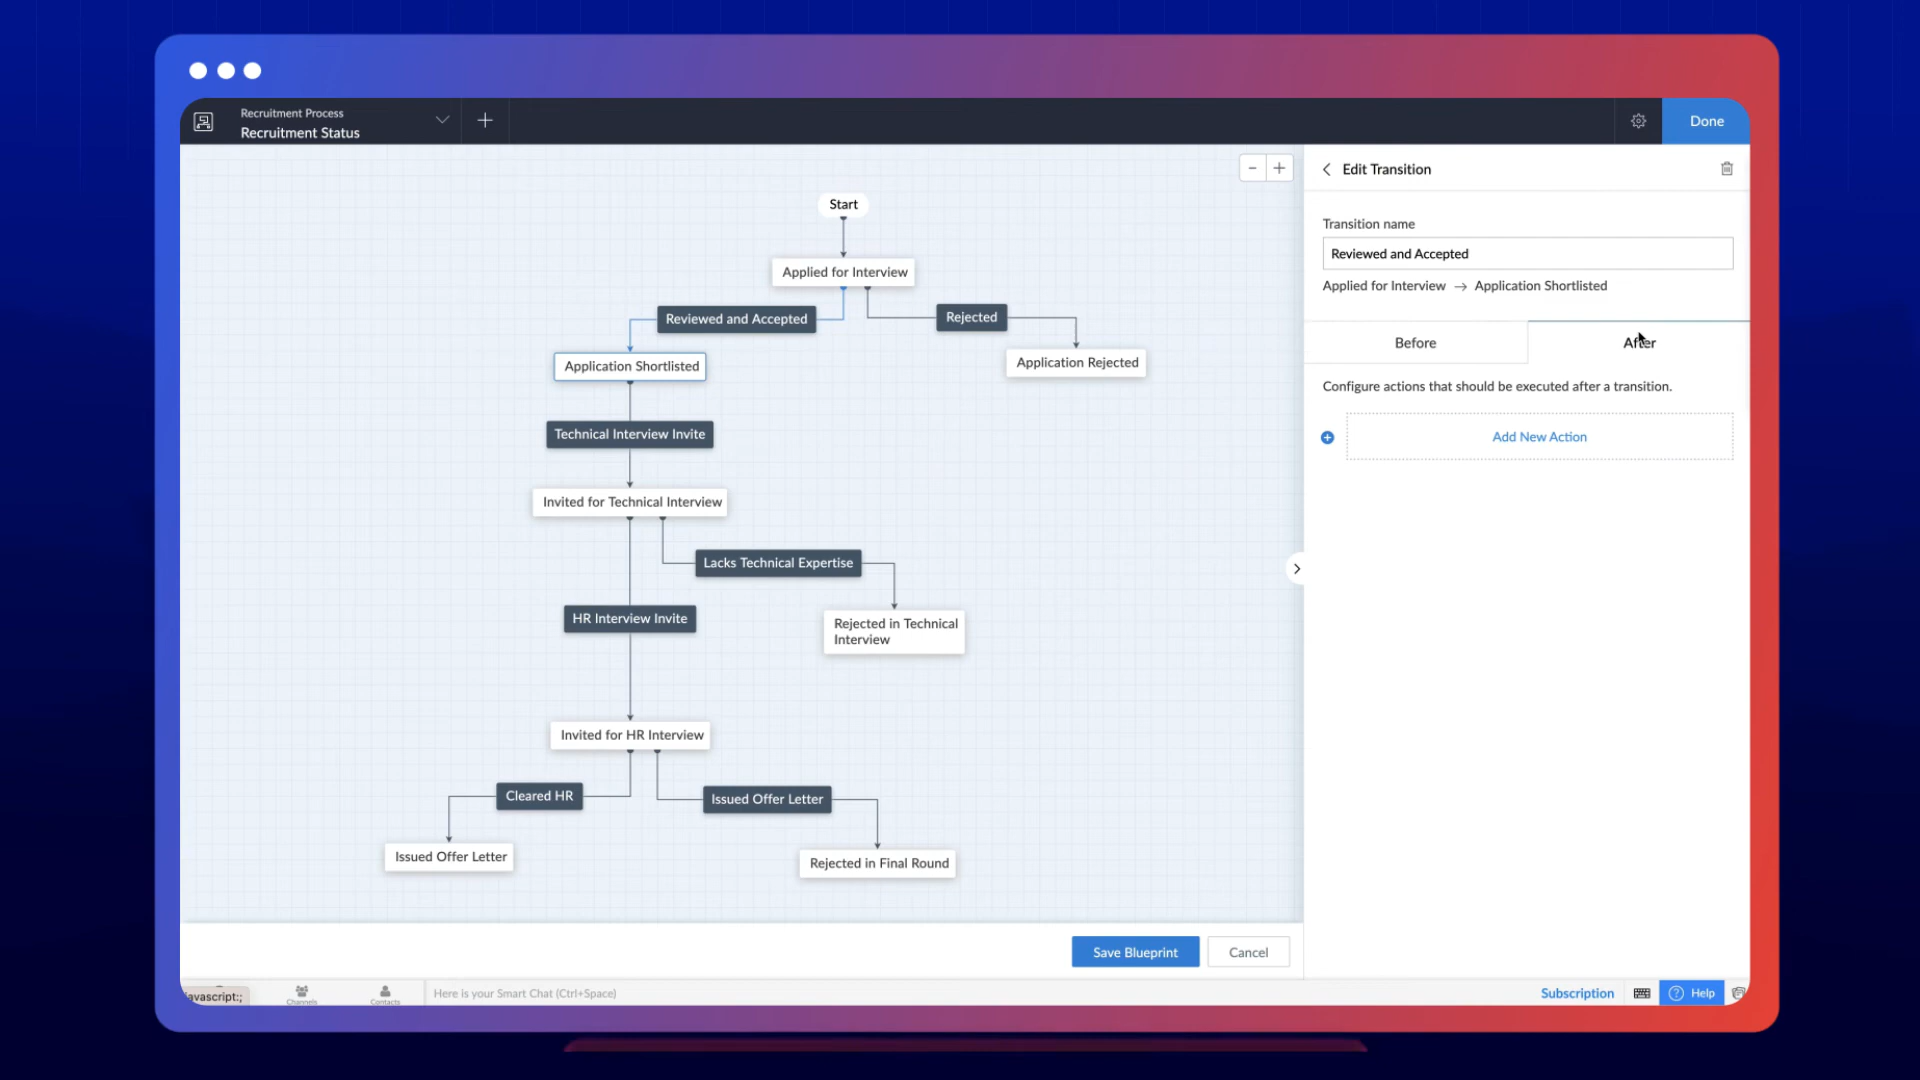 Recruitment Process
Recruitment Status
Done
Edit Transition
Transition name
Reviewed and Accepted
Applied for Interview → Application Shortlisted
Before
After
Configure actions that should be executed after a transition.
Add New Action
Start
Applied for Interview
Reviewed and Accepted
Rejected
Application Shortlisted
Application Rejected
Technical Interview Invite
Invited for Technical Interview
Lacks Technical Expertise
HR Interview Invite
Rejected in Technical
Interview
Invited for HR Interview
Cleared HR
Issued Offer Letter
Issued Offer Letter
Rejected in Final Round
Save Blueprint
Cancel
avascript:;
Channels
Contacts
Here is your Smart Chat (Ctrl+Space)
Subscription
Help